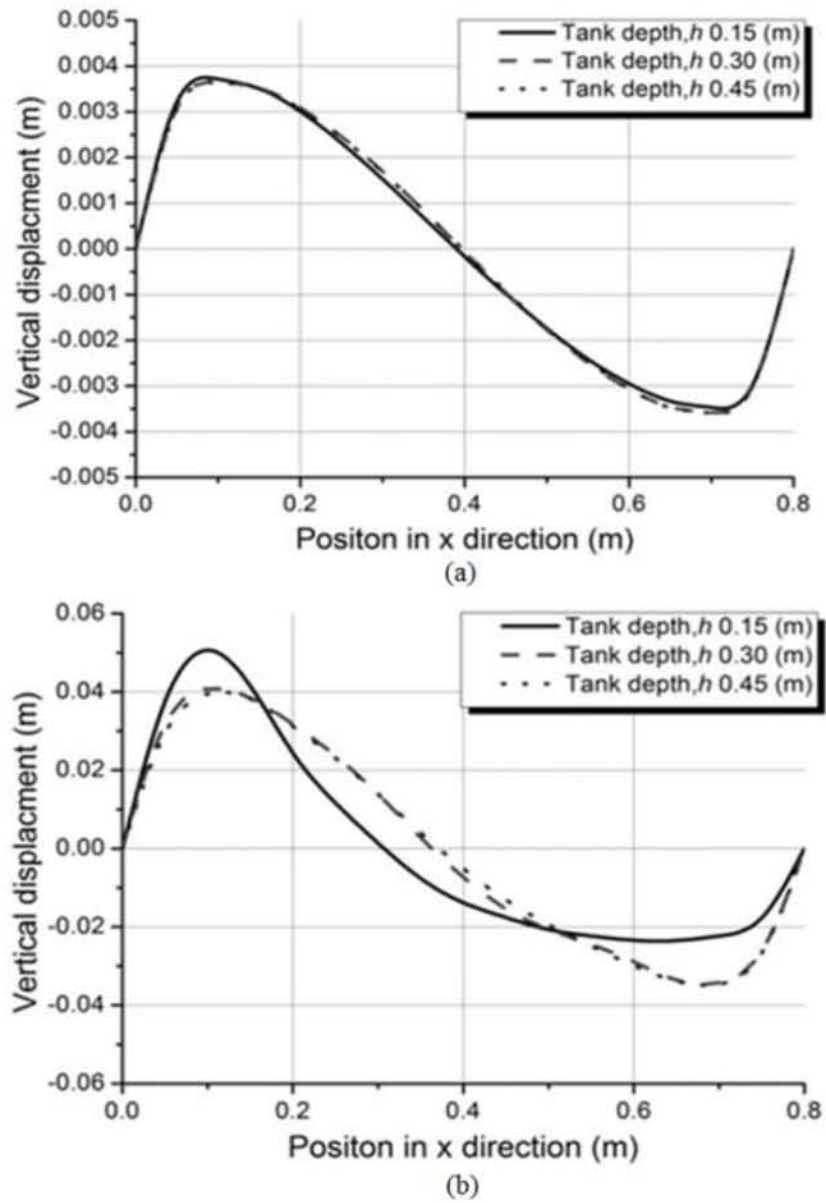 0.005
0.004
0.003
0.002
0.001
0.000
-0.001
-0.002
-0.003
-0.004
-0.005
Vertical displacment (m)
Tank depth,h 0.15 (m)
Tank depth,h 0.30 (m)
Tank depth,h 0.45 (m)
0.0 0.2 0.4 0.6 0.8
Positon in x direction (m)
(a)
0.06
0.04
0.02
0.00
-0.02
-0.04
-0.06
Vertical displacment (m)
Tank depth,h 0.15 (m)
Tank depth,h 0.30 (m)
Tank depth,h 0.45 (m)
0.0 0.2 0.4 0.6 0.8
Positon in x direction (m)
(b)